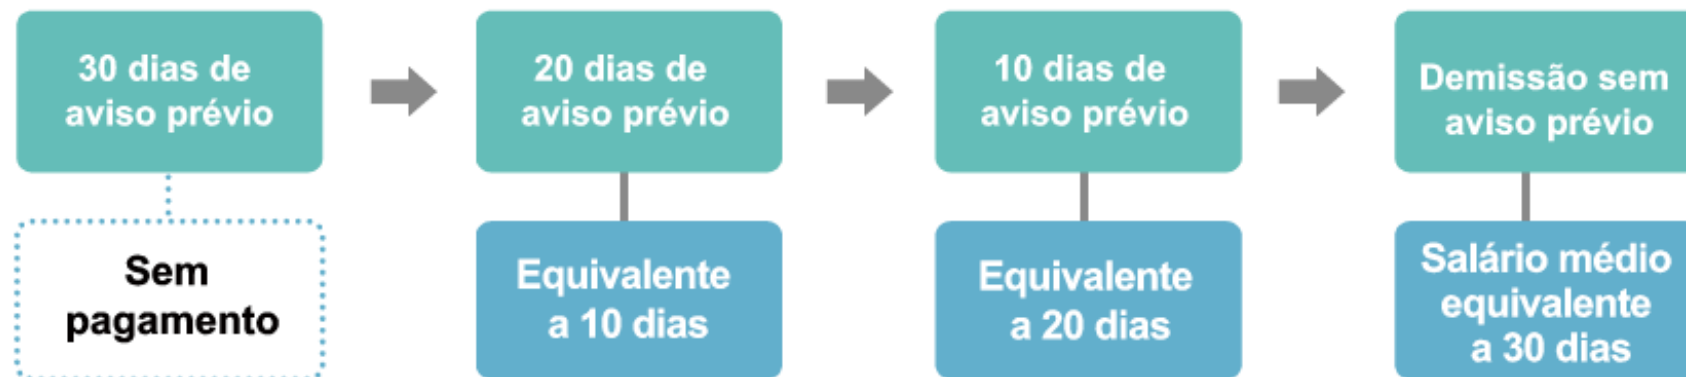 30 dias de
aviso prévio
20 dias de
aviso prévio
10 dias de
aviso prévio
Demissão sem
aviso prévio
Sem
pagamento
Equivalente
a 10 dias
Equivalente
a 20 dias
Salário médio
equivalente
a 30 dias